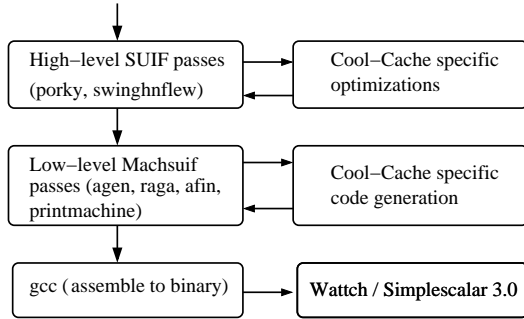 High−level SUIF passes
(porky, swinghnflew)
Cool−Cache specific
optimizations
Low−level Machsuif
passes (agen, raga, afin,
printmachine)
Cool−Cache specific
code generation
gcc (assemble to binary)
Wattch / Simplescalar 3.0